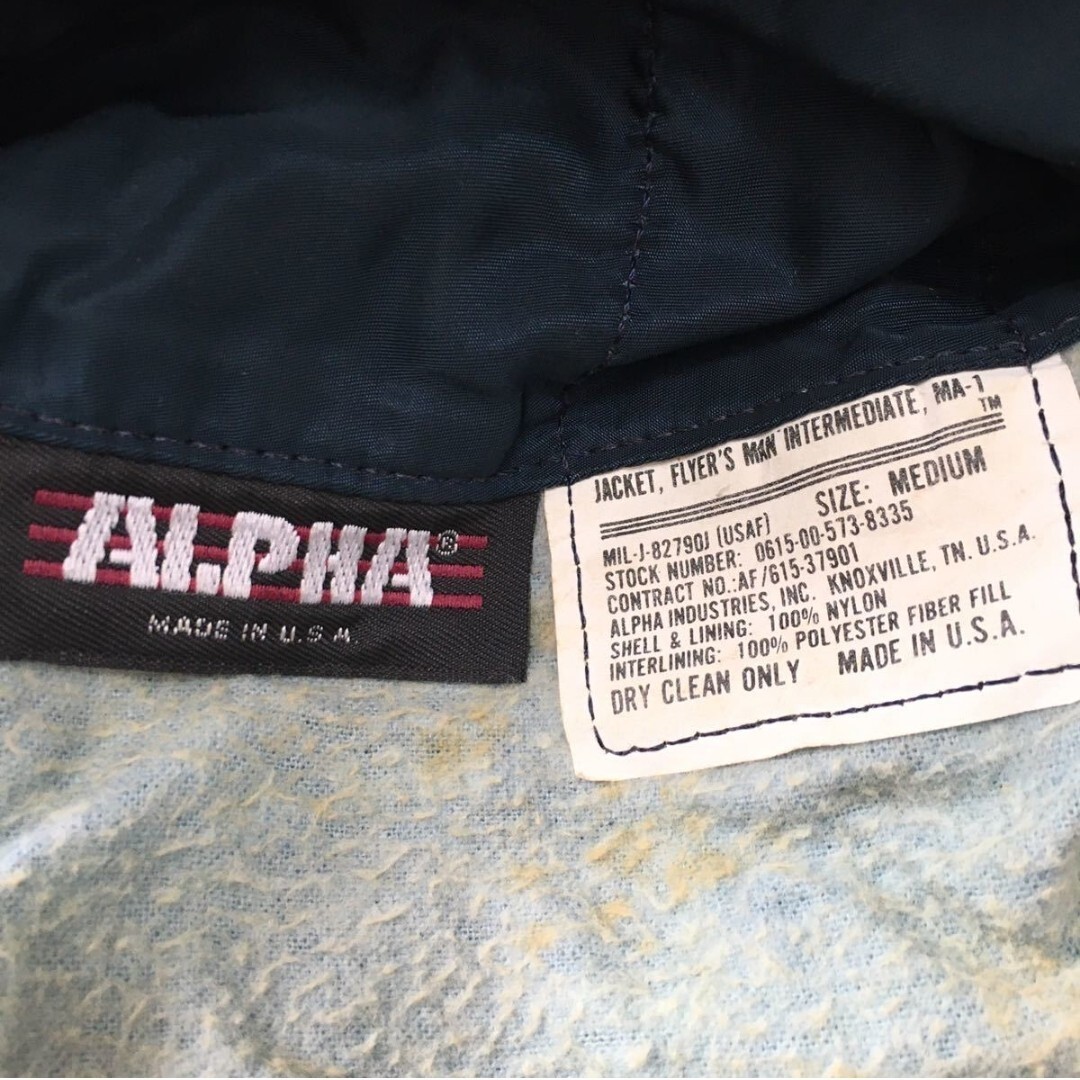 ALPHA®
MADE IN U.S.A.
JACKET, FLYER'S MAN INTERMEDIATE, MA-1
TM
SIZE: MEDIUM
MIL-J-82790J (USAF)
STOCK NUMBER: 0615-00-573-8335
CONTRACT NO.:AF/615-37901
ALPHA INDUSTRIES, INC. KNOXVILLE, TN. U.S.A.
SHELL & LINING: 100% NYLON
INTERLINING: 100% POLYESTER FIBER FILL
DRY CLEAN ONLY MADE IN U.S.A.